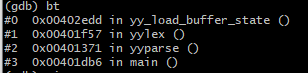 (gdb) bt
#0  0x00402edd in yy_load_buffer_state ()
#1  0x00401f57 in yylex ()
#2  0x00401371 in yyparse ()
#3  0x00401db6 in main ()